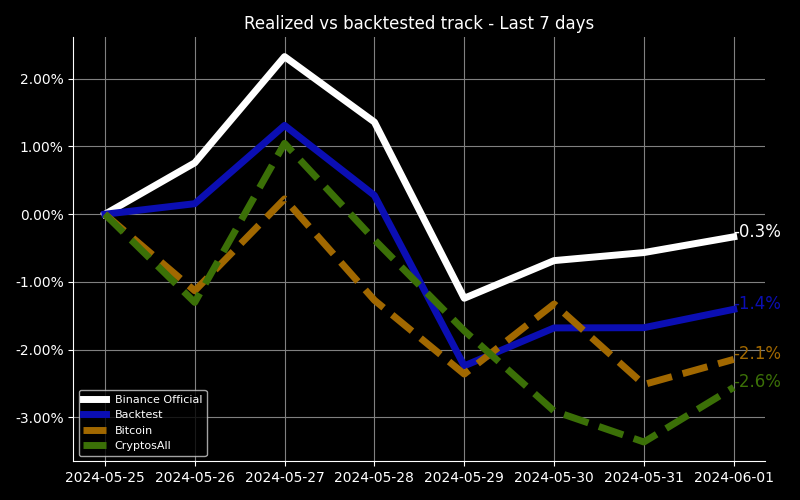 Realized vs backtested track - Last 7 days
2.00%
1.00%
0.00%
-1.00%
-2.00%
-3.00%
-0.3%
-1.4%
-2.1%
-2.6%
Binance Official
Backtest
Bitcoin
CryptosAll
2024-05-25 2024-05-26 2024-05-27 2024-05-28 2024-05-29 2024-05-30 2024-05-31 2024-06-01